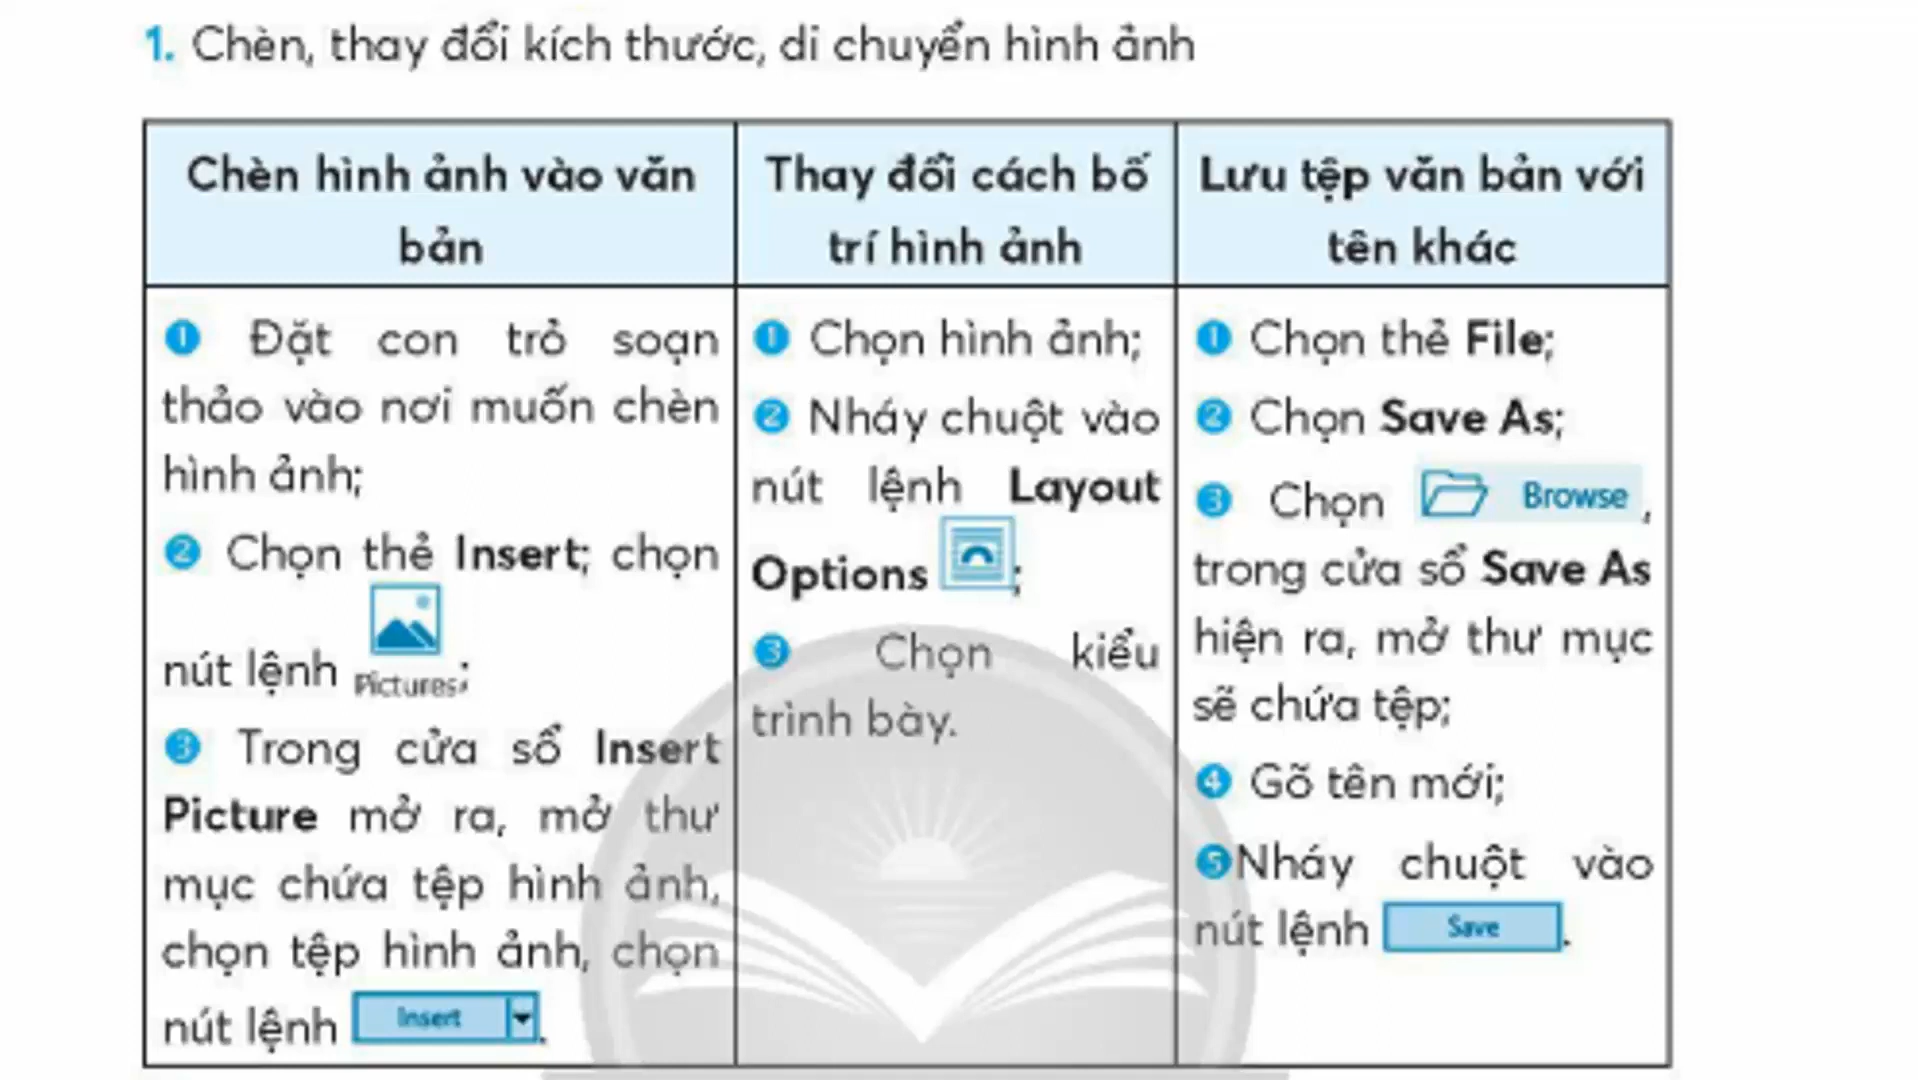 1. Chèn, thay đổi kích thước, di chuyển hình ảnh
Chèn hình ảnh vào văn
bản
1 Đặt con trỏ soạn
thảo vào nơi muốn chèn
hình ảnh;
2 Chọn thẻ Insert; chọn
nút lệnh Pictures;
3 Trong cửa sổ Insert
Picture mở ra, mở thư
mục chứa tệp hình ảnh,
chọn tệp hình ảnh, chọn
nút lệnh Insert.
Thay đổi cách bố
trí hình ảnh
1 Chọn hình ảnh;
2 Nháy chuột vào
nút lệnh Layout
Options ;
3 Chọn kiểu
trình bày.
Lưu tệp văn bản với
tên khác
1 Chọn thẻ File;
2 Chọn Save As;
3 Chọn Browse,
trong cửa sổ Save As
hiện ra, mở thư mục
sẽ chứa tệp;
4 Gõ tên mới;
5 Nháy chuột vào
nút lệnh Save.